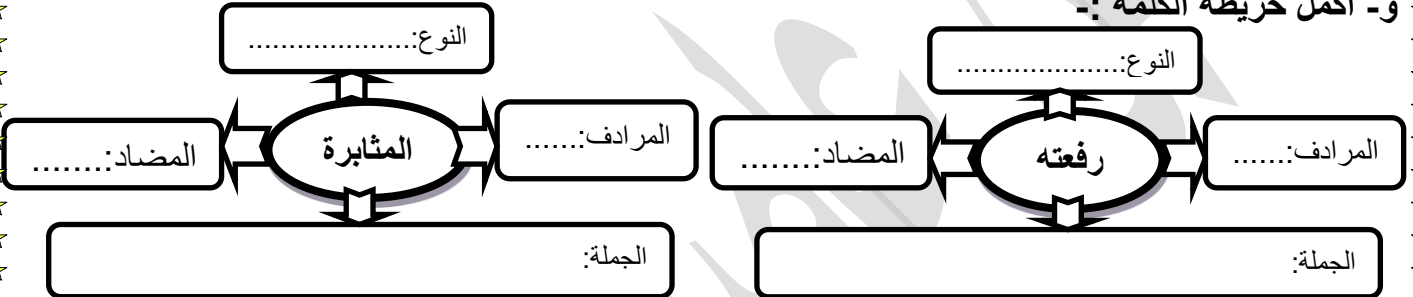 و- أكمل خريطة الكلمة :-
النوع:....................
المرادف:......
رفعته
المضاد:........
الجملة:
النوع:....................
المرادف:......
المثابرة
المضاد:........
الجملة: